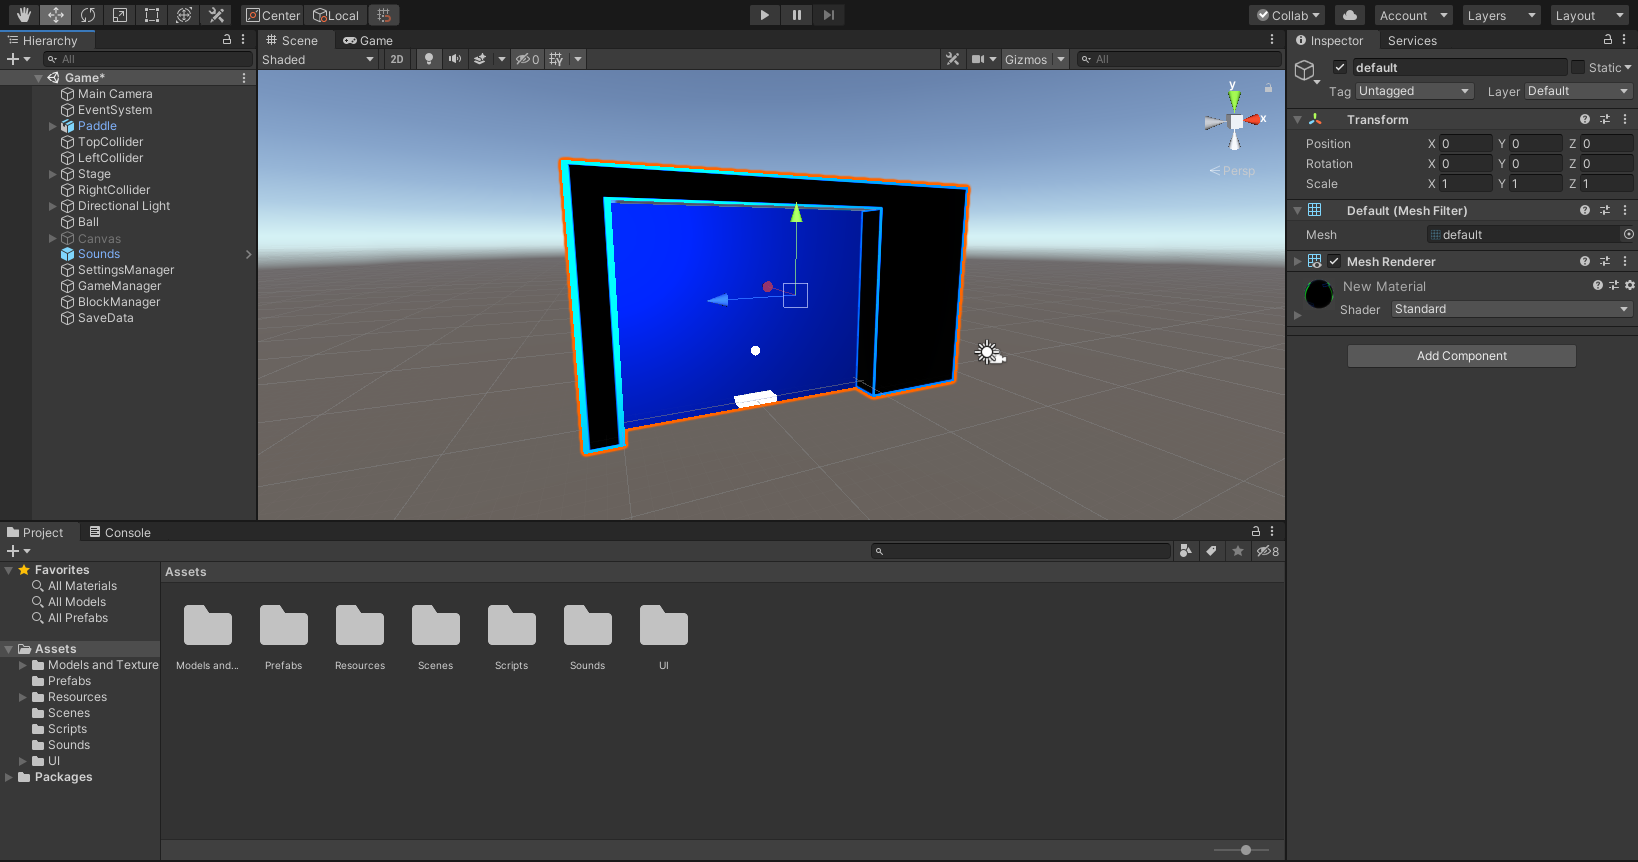 Center Local Collab Account Layers Layout
Hierarchy
All
Game*
Main Camera
EventSystem
Paddle
TopCollider
LeftCollider
Stage
RightCollider
Directional Light
Ball
Canvas
Sounds
SettingsManager
GameManager
BlockManager
SaveData
Scene Game
Shaded 2D 0 Gizmos All
y
x
Persp
Inspector Services
default Static
Tag Untagged Layer Default
Transform
Position X 0 Y 0 Z 0
Rotation X 0 Y 0 Z 0
Scale X 1 Y 1 Z 1
Default (Mesh Filter)
Mesh default
Mesh Renderer
New Material
Shader Standard
Add Component
Project Console
8
Favorites
All Materials
All Models
All Prefabs
Assets
Models and Texture
Prefabs
Resources
Scenes
Scripts
Sounds
UI
Packages
Assets
Models and... Prefabs Resources Scenes Scripts Sounds UI